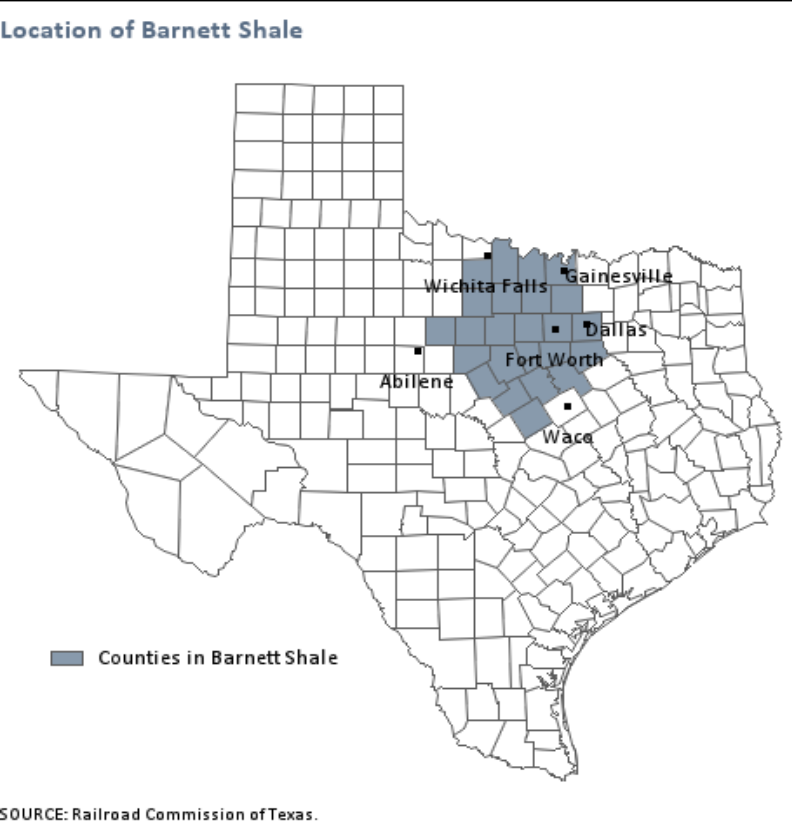 Location of Barnett Shale
Gainesville
Wichita Falls
Dallas
Fort Worth
Abilene
Waco
Counties in Barnett Shale
SOURCE: Railroad Commission of Texas.